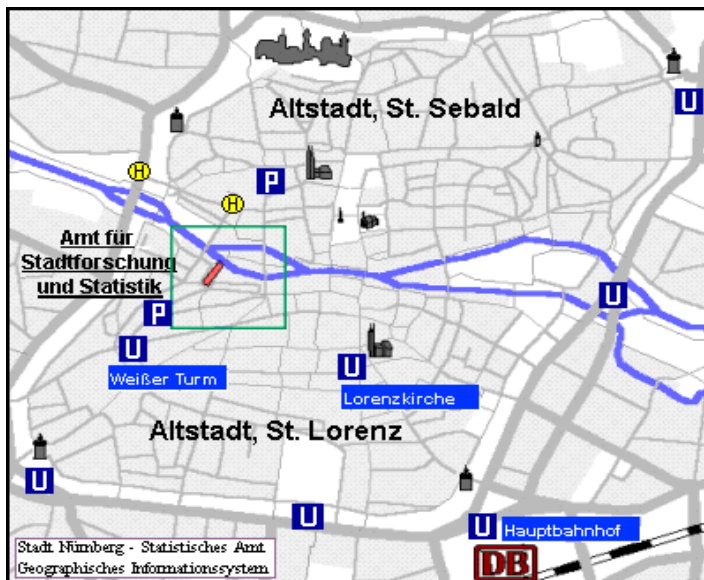 U
Altstadt, St. Sebald
H
P
H
Amt für
Stadtforschung
und Statistik
U
P
U
Weißer Turm
U
Lorenzkirche
Altstadt, St. Lorenz
U
U
U Hauptbahnhof
DB
Stadt Nürnberg - Statistisches Amt
Geographisches Informationssystem